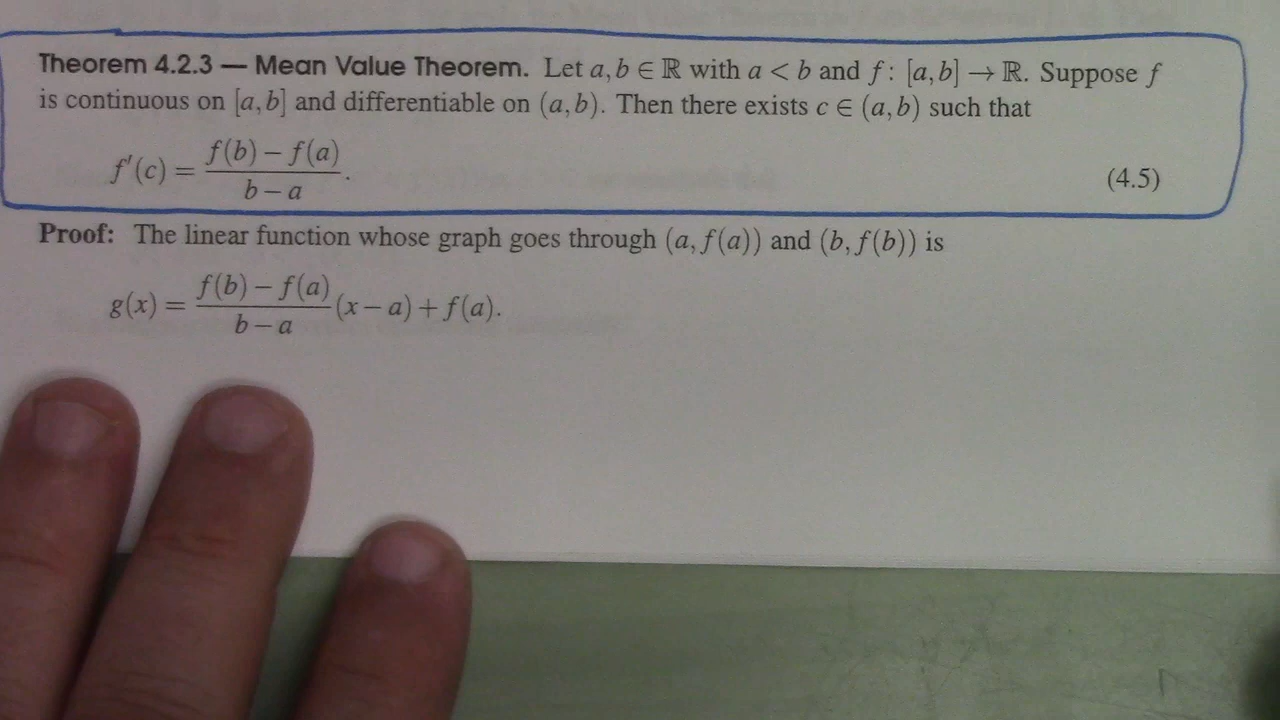 Theorem 4.2.3 — Mean Value Theorem. Let a, b ∈ ℝ with a < b and f : [a, b] → ℝ. Suppose f
is continuous on [a, b] and differentiable on (a, b). Then there exists c ∈ (a, b) such that
f′(c) = (f(b) − f(a))/(b − a). (4.5)
Proof: The linear function whose graph goes through (a, f(a)) and (b, f(b)) is
g(x) = (f(b) − f(a))/(b − a) (x − a) + f(a).